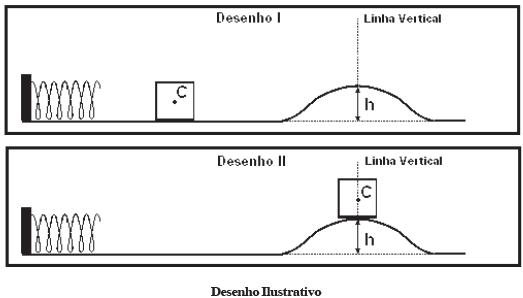 Desenho I
Linha Vertical
C
h
Desenho II
Linha Vertical
C
h
Desenho Ilustrativo